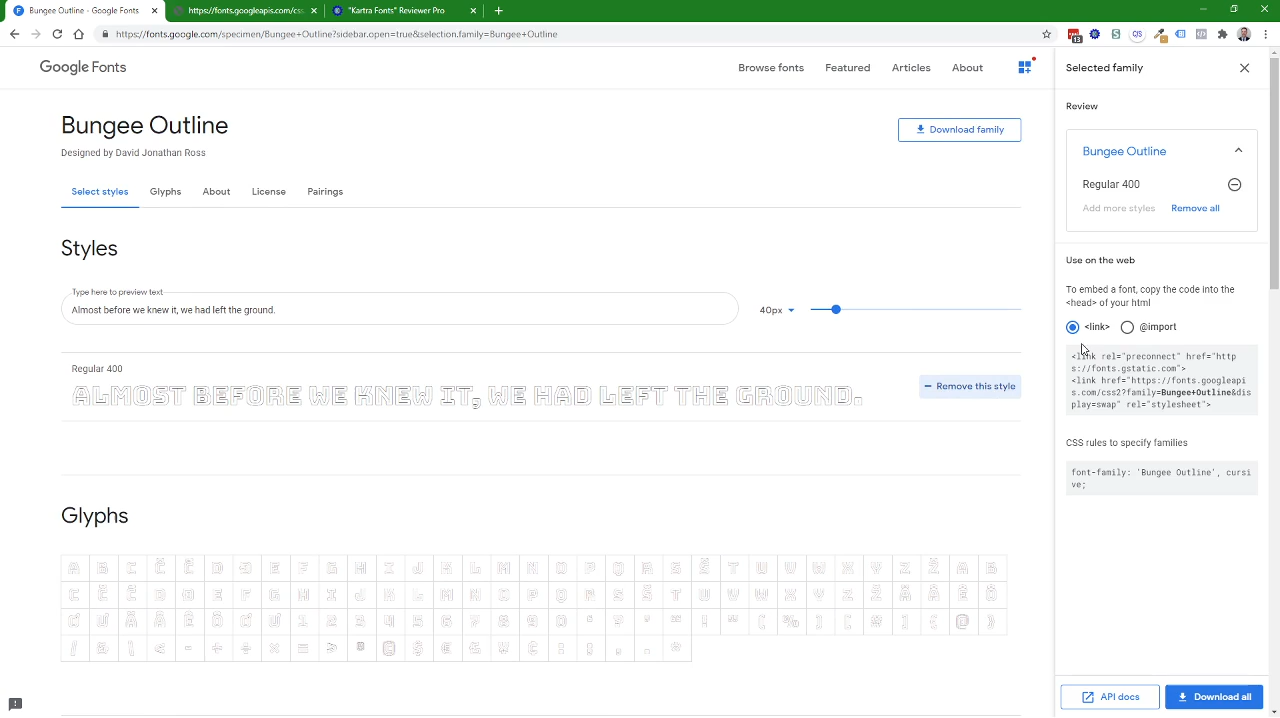 Bungee Outline - Google Fonts
https://fonts.googleapis.com/css
"Kartra Fonts" Reviewer Pro
https://fonts.google.com/specimen/Bungee+Outline?sidebar.open=true&selection.family=Bungee+Outline
Google Fonts
Browse fonts
Featured
Articles
About
Bungee Outline
Designed by David Jonathan Ross
Download family
Select styles
Glyphs
About
License
Pairings
Styles
Type here to preview text
Almost before we knew it, we had left the ground.
40px
Regular 400
ALMOST BEFORE WE KNEW IT, WE HAD LEFT THE GROUND.
Remove this style
Glyphs
Selected family
Review
Bungee Outline
Regular 400
Add more styles
Remove all
Use on the web
To embed a font, copy the code into the
<head> of your html
<link>
@import
<link rel="preconnect" href="http
s://fonts.gstatic.com">
<link href="https://fonts.googleapi
s.com/css2?family=Bungee+Outline&dis
play=swap" rel="stylesheet">
CSS rules to specify families
font-family: 'Bungee Outline', cursi
ve;
API docs
Download all